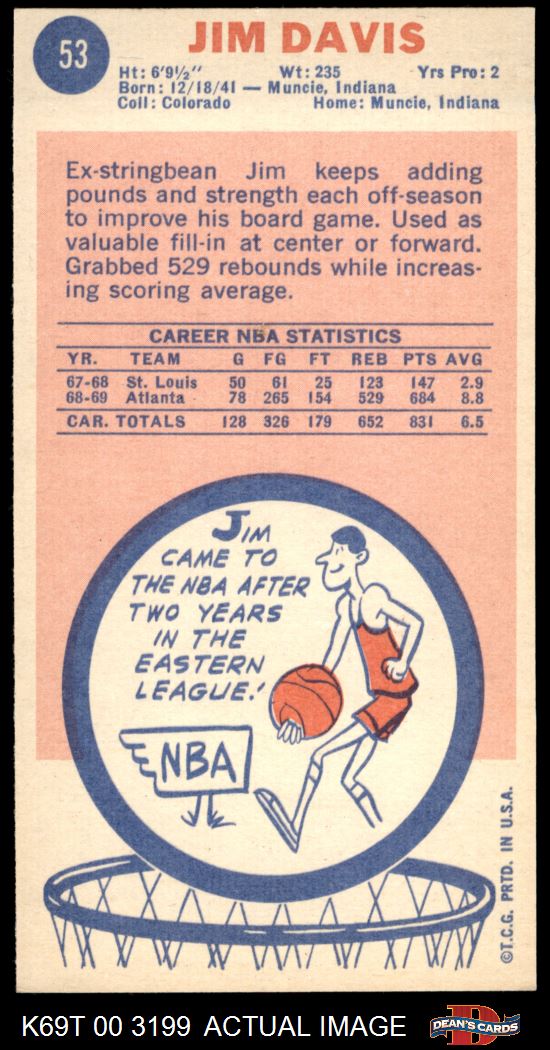 53
JIM DAVIS
Ht: 6'9½" Wt: 235 Yrs Pro: 2
Born: 12/18/41 — Muncie, Indiana
Coll: Colorado Home: Muncie, Indiana
Ex-stringbean Jim keeps adding
pounds and strength each off-season
to improve his board game. Used as
valuable fill-in at center or forward.
Grabbed 529 rebounds while increas-
ing scoring average.
CAREER NBA STATISTICS
YR. TEAM G FG FT REB PTS AVG
67-68 St. Louis 50 61 25 123 147 2.9
68-69 Atlanta 78 265 154 529 684 8.8
CAR. TOTALS 128 326 179 652 831 6.5
JIM
CAME TO
THE NBA AFTER
TWO YEARS
IN THE
EASTERN
LEAGUE.'
NBA
©T.C.G. PRTD. IN U.S.A.
K69T 00 3199 ACTUAL IMAGE
D
DEAN'S CARDS